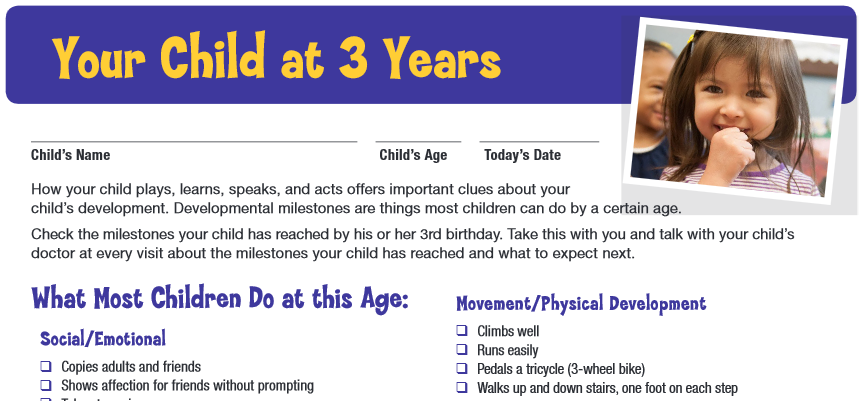 Your Child at 3 Years
Child's Name Child's Age Today's Date
How your child plays, learns, speaks, and acts offers important clues about your
child's development. Developmental milestones are things most children can do by a certain age.
Check the milestones your child has reached by his or her 3rd birthday. Take this with you and talk with your child's
doctor at every visit about the milestones your child has reached and what to expect next.
What Most Children Do at this Age:
Social/Emotional
❑ Copies adults and friends
❑ Shows affection for friends without prompting
Movement/Physical Development
❑ Climbs well
❑ Runs easily
❑ Pedals a tricycle (3-wheel bike)
❑ Walks up and down stairs, one foot on each step